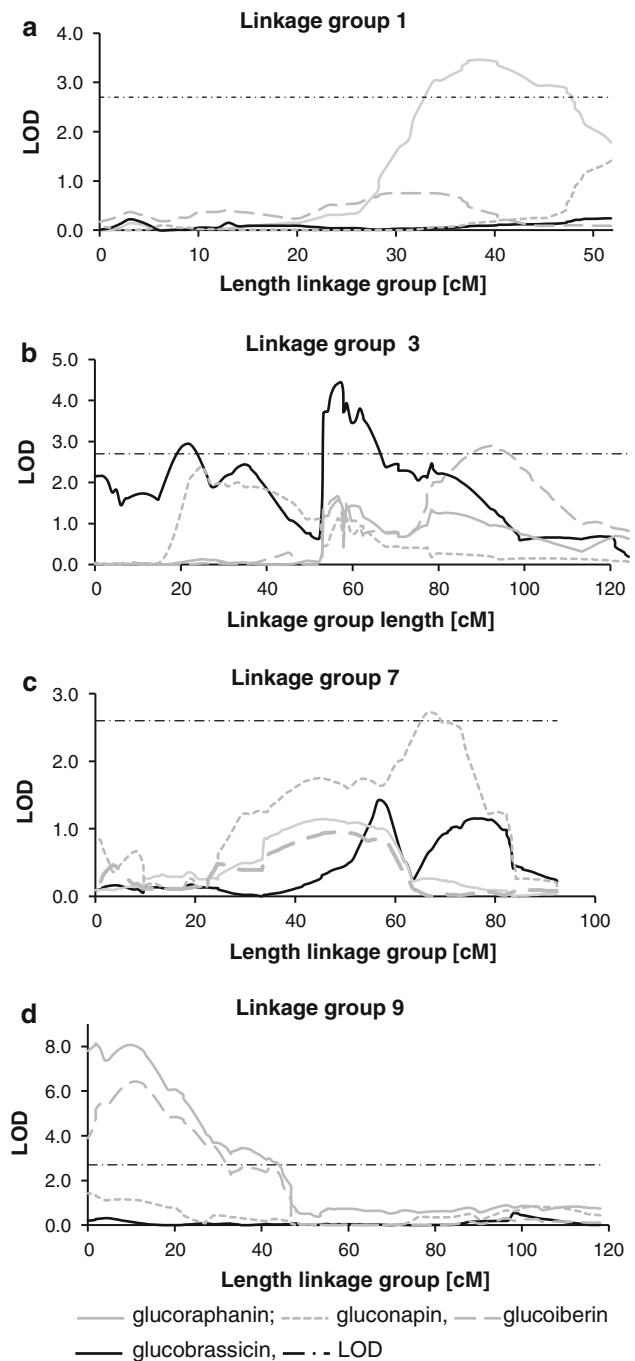 a
Linkage group 1
4.0
3.0
2.0
1.0
0.0
LOD
0 10 20 30 40 50
Length linkage group [cM]
b
Linkage group 3
5.0
4.0
3.0
2.0
1.0
0.0
LOD
0 20 40 60 80 100 120
Linkage group length [cM]
c
Linkage group 7
3.0
2.0
1.0
0.0
LOD
0 20 40 60 80 100
Length linkage group [cM]
d
Linkage group 9
8.0
6.0
4.0
2.0
0.0
LOD
0 20 40 60 80 100 120
Length linkage group [cM]
glucoraphanin; gluconapin, glucoiberin
glucobrassicin, LOD